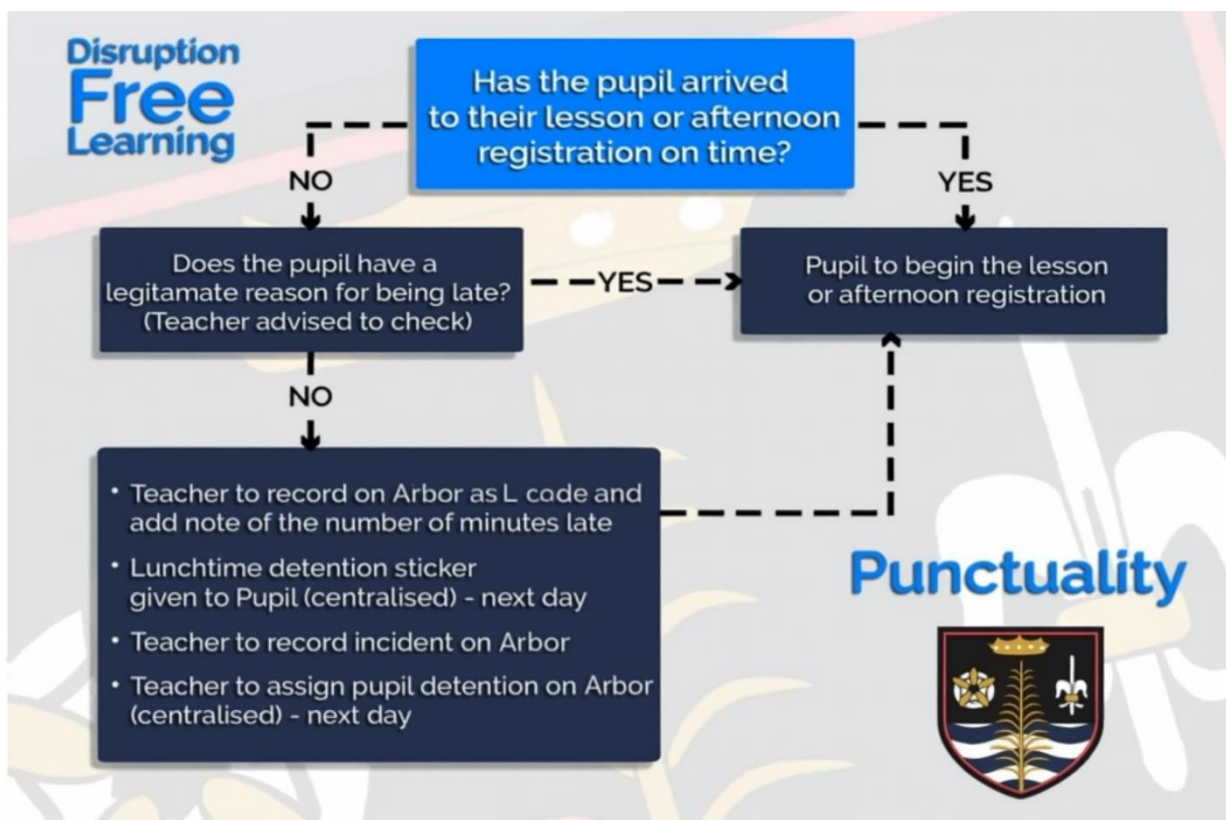 Disruption
Free
Learning
Has the pupil arrived
to their lesson or afternoon
registration on time?
NO
YES
Does the pupil have a
legitamate reason for being late?
(Teacher advised to check)
YES
Pupil to begin the lesson
or afternoon registration
NO
• Teacher to record on Arbor as L code and
add note of the number of minutes late
• Lunchtime detention sticker
given to Pupil (centralised) - next day
• Teacher to record incident on Arbor
• Teacher to assign pupil detention on Arbor
(centralised) - next day
Punctuality